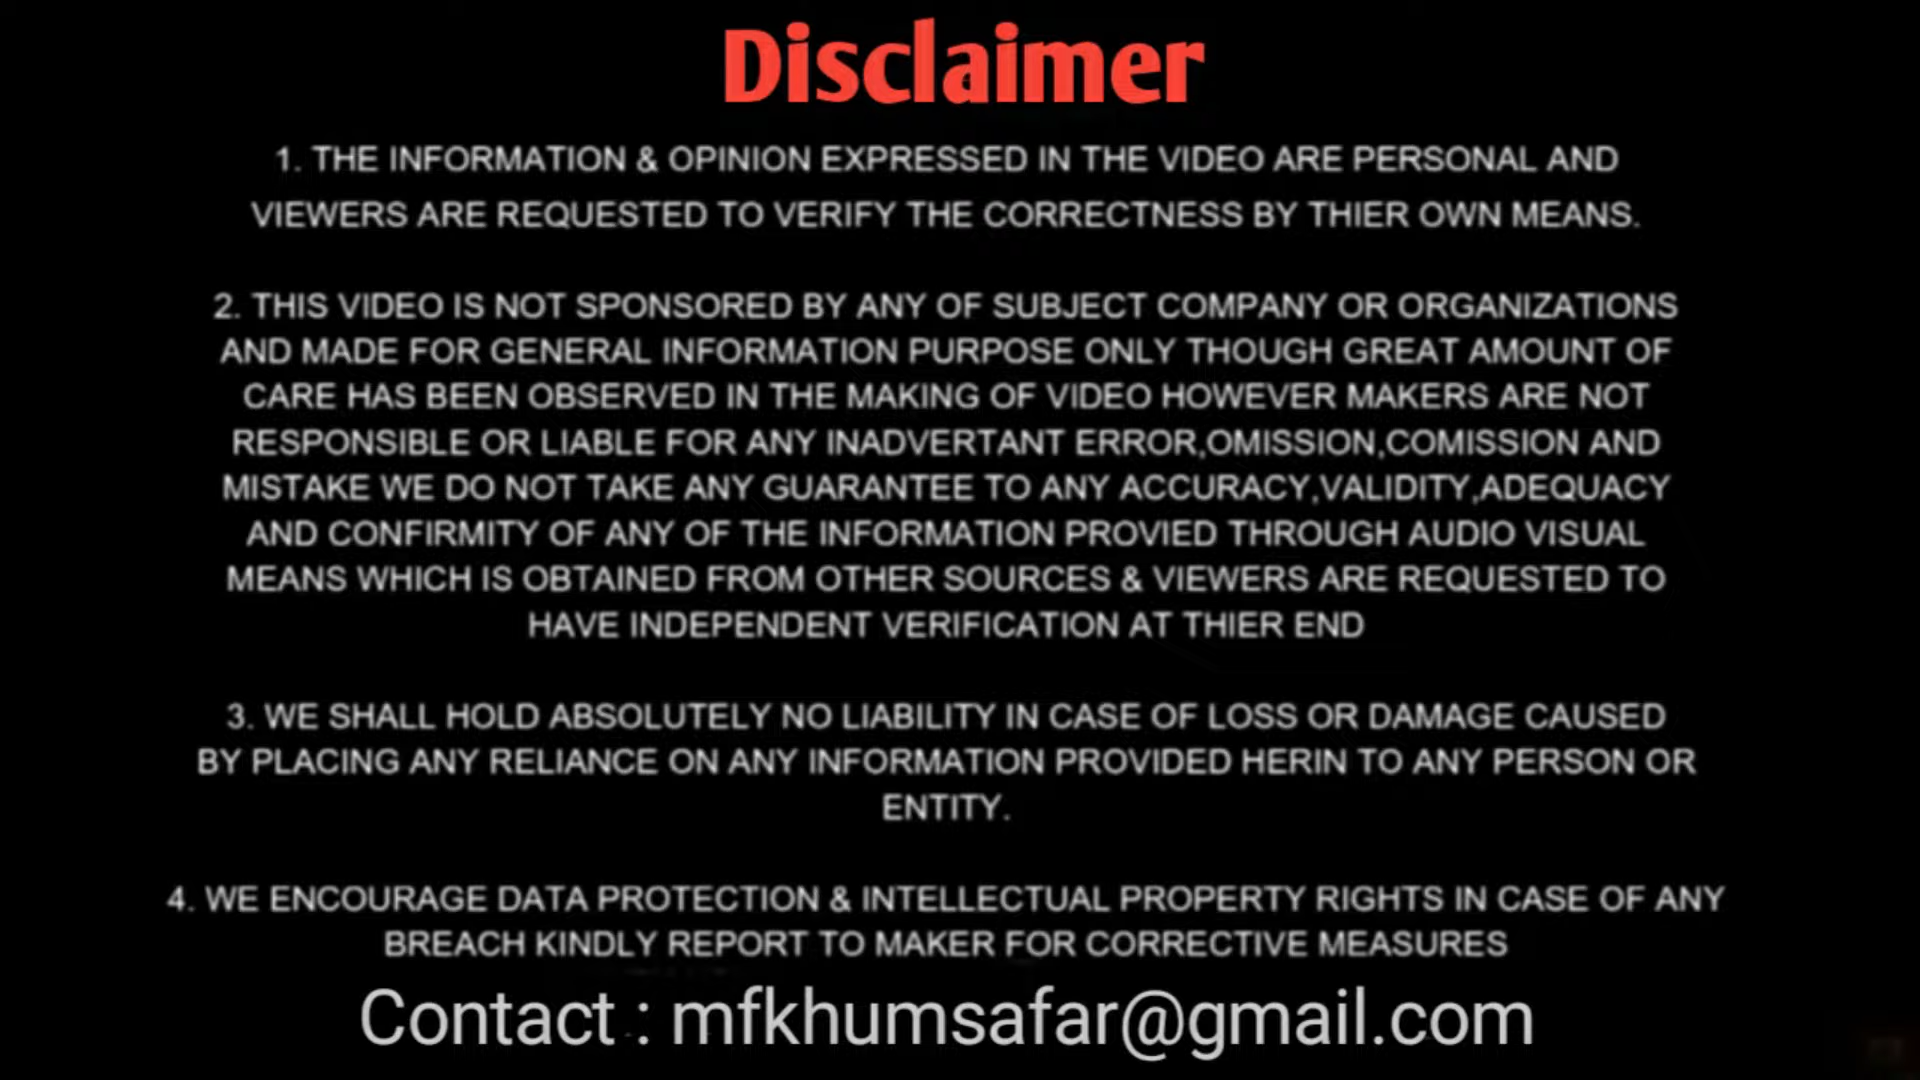 Disclaimer
1. THE INFORMATION & OPINION EXPRESSED IN THE VIDEO ARE PERSONAL AND
VIEWERS ARE REQUESTED TO VERIFY THE CORRECTNESS BY THIER OWN MEANS.
2. THIS VIDEO IS NOT SPONSORED BY ANY OF SUBJECT COMPANY OR ORGANIZATIONS
AND MADE FOR GENERAL INFORMATION PURPOSE ONLY THOUGH GREAT AMOUNT OF
CARE HAS BEEN OBSERVED IN THE MAKING OF VIDEO HOWEVER MAKERS ARE NOT
RESPONSIBLE OR LIABLE FOR ANY INADVERTANT ERROR,OMISSION,COMISSION AND
MISTAKE WE DO NOT TAKE ANY GUARANTEE TO ANY ACCURACY,VALIDITY,ADEQUACY
AND CONFIRMITY OF ANY OF THE INFORMATION PROVIED THROUGH AUDIO VISUAL
MEANS WHICH IS OBTAINED FROM OTHER SOURCES & VIEWERS ARE REQUESTED TO
HAVE INDEPENDENT VERIFICATION AT THIER END
3. WE SHALL HOLD ABSOLUTELY NO LIABILITY IN CASE OF LOSS OR DAMAGE CAUSED
BY PLACING ANY RELIANCE ON ANY INFORMATION PROVIDED HERIN TO ANY PERSON OR
ENTITY.
4. WE ENCOURAGE DATA PROTECTION & INTELLECTUAL PROPERTY RIGHTS IN CASE OF ANY
BREACH KINDLY REPORT TO MAKER FOR CORRECTIVE MEASURES
Contact : mfkhumsafar@gmail.com